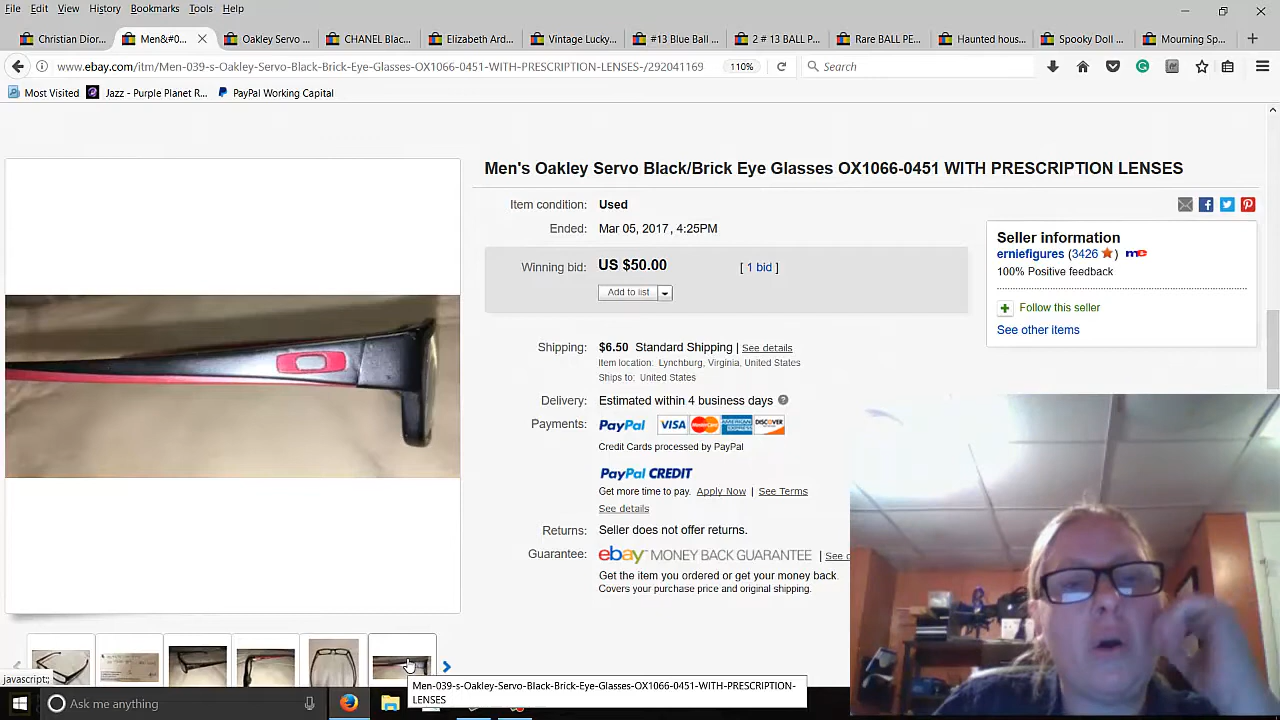 File Edit View History Bookmarks Tools Help
Christian Dior... Men&#0... Oakley Servo ... CHANEL Blac... Elizabeth Ard... Vintage Lucky... #13 Blue Ball ... 2 # 13 BALL P... Rare BALL PE... Haunted hous... Spooky Doll ... Mourning Sp...
www.ebay.com/itm/Men-039-s-Oakley-Servo-Black-Brick-Eye-Glasses-OX1066-0451-WITH-PRESCRIPTION-LENSES-/292041169 110% Search
Most Visited Jazz - Purple Planet R... PayPal Working Capital
Men's Oakley Servo Black/Brick Eye Glasses OX1066-0451 WITH PRESCRIPTION LENSES
Item condition: Used
Ended: Mar 05, 2017, 4:25PM
Winning bid: US $50.00 [ 1 bid ]
Add to list
Seller information
erniefigures (3426 ) me
100% Positive feedback
Follow this seller
See other items
Shipping: $6.50 Standard Shipping | See details
Item location: Lynchburg, Virginia, United States
Ships to: United States
Delivery: Estimated within 4 business days ?
Payments: PayPal VISA MasterCard AMERICAN EXPRESS DISCOVER
Credit Cards processed by PayPal
PayPal CREDIT
Get more time to pay. Apply Now | See Terms
See details
Returns: Seller does not offer returns.
Guarantee: ebay MONEY BACK GUARANTEE | See
Get the item you ordered or get your money back.
Covers your purchase price and original shipping.
javascript:
Men-039-s-Oakley-Servo-Black-Brick-Eye-Glasses-OX1066-0451-WITH-PRESCRIPTION-
LENSES
Ask me anything